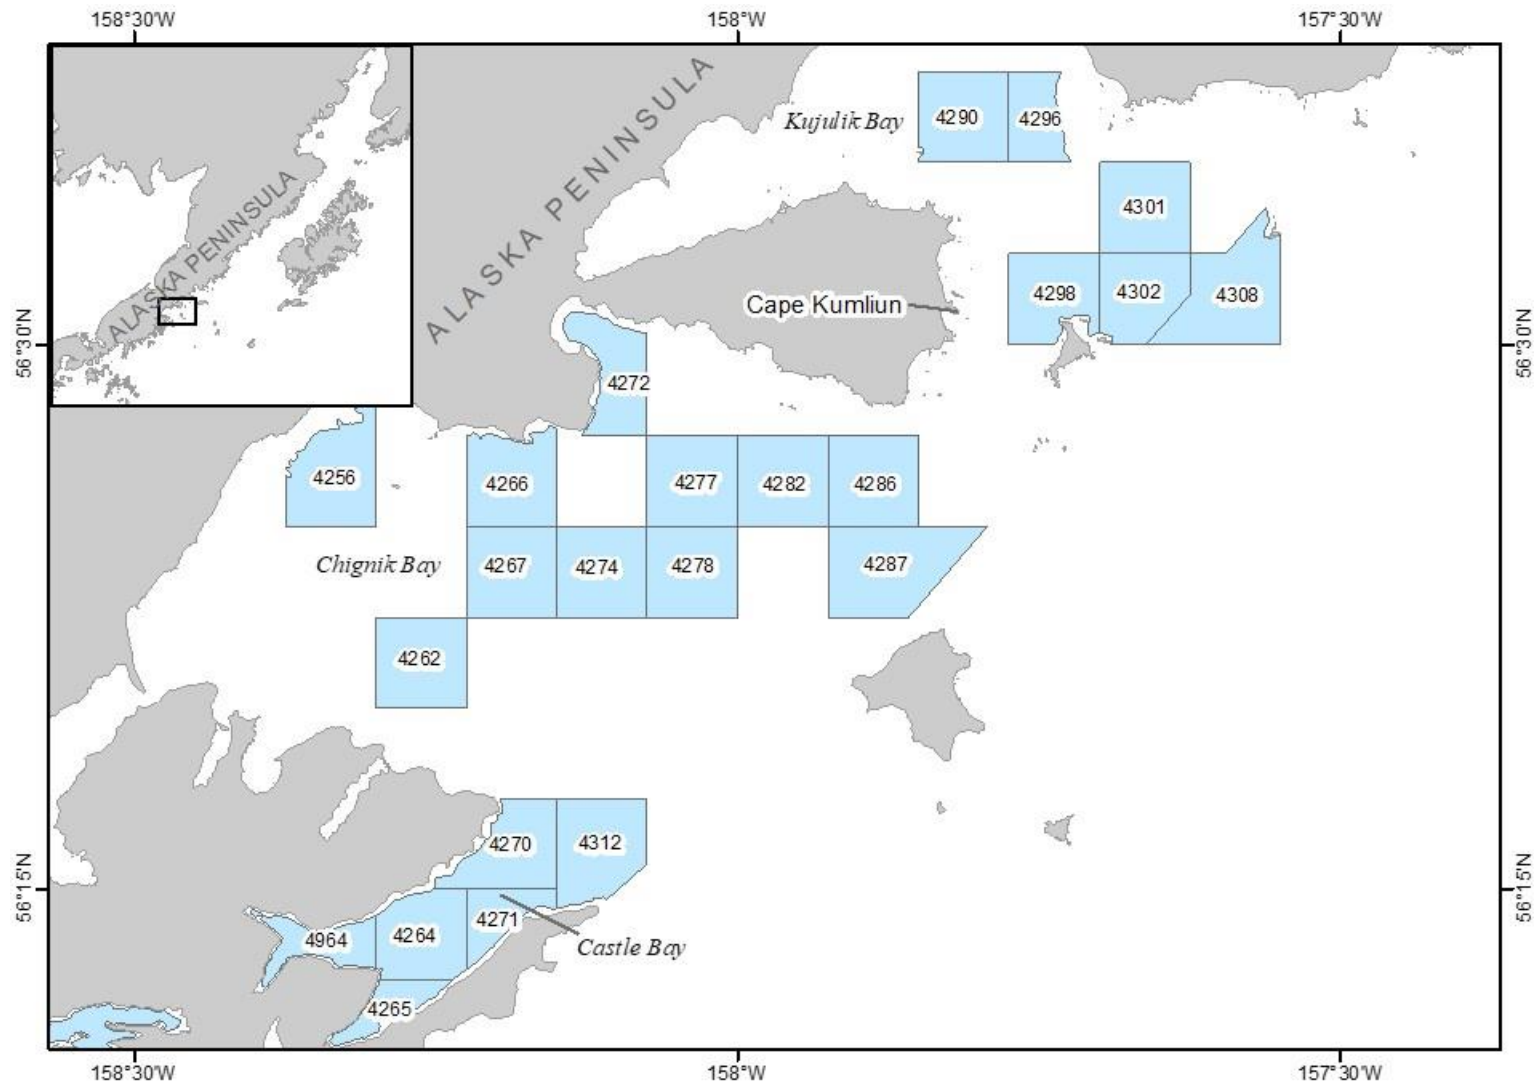 158°30'W
158°W
157°30'W
ALASKA PENINSULA
ALASKA PENINSULA
Kujulik Bay
4290
4296
4301
4298
4302
4308
Cape Kumliun
56°30'N
56°30'N
4272
4256
4266
4277
4282
4286
Chignik Bay
4267
4274
4278
4287
4262
4270
4312
56°15'N
56°15'N
4271
4964
4264
Castle Bay
4265
158°30'W
158°W
157°30'W